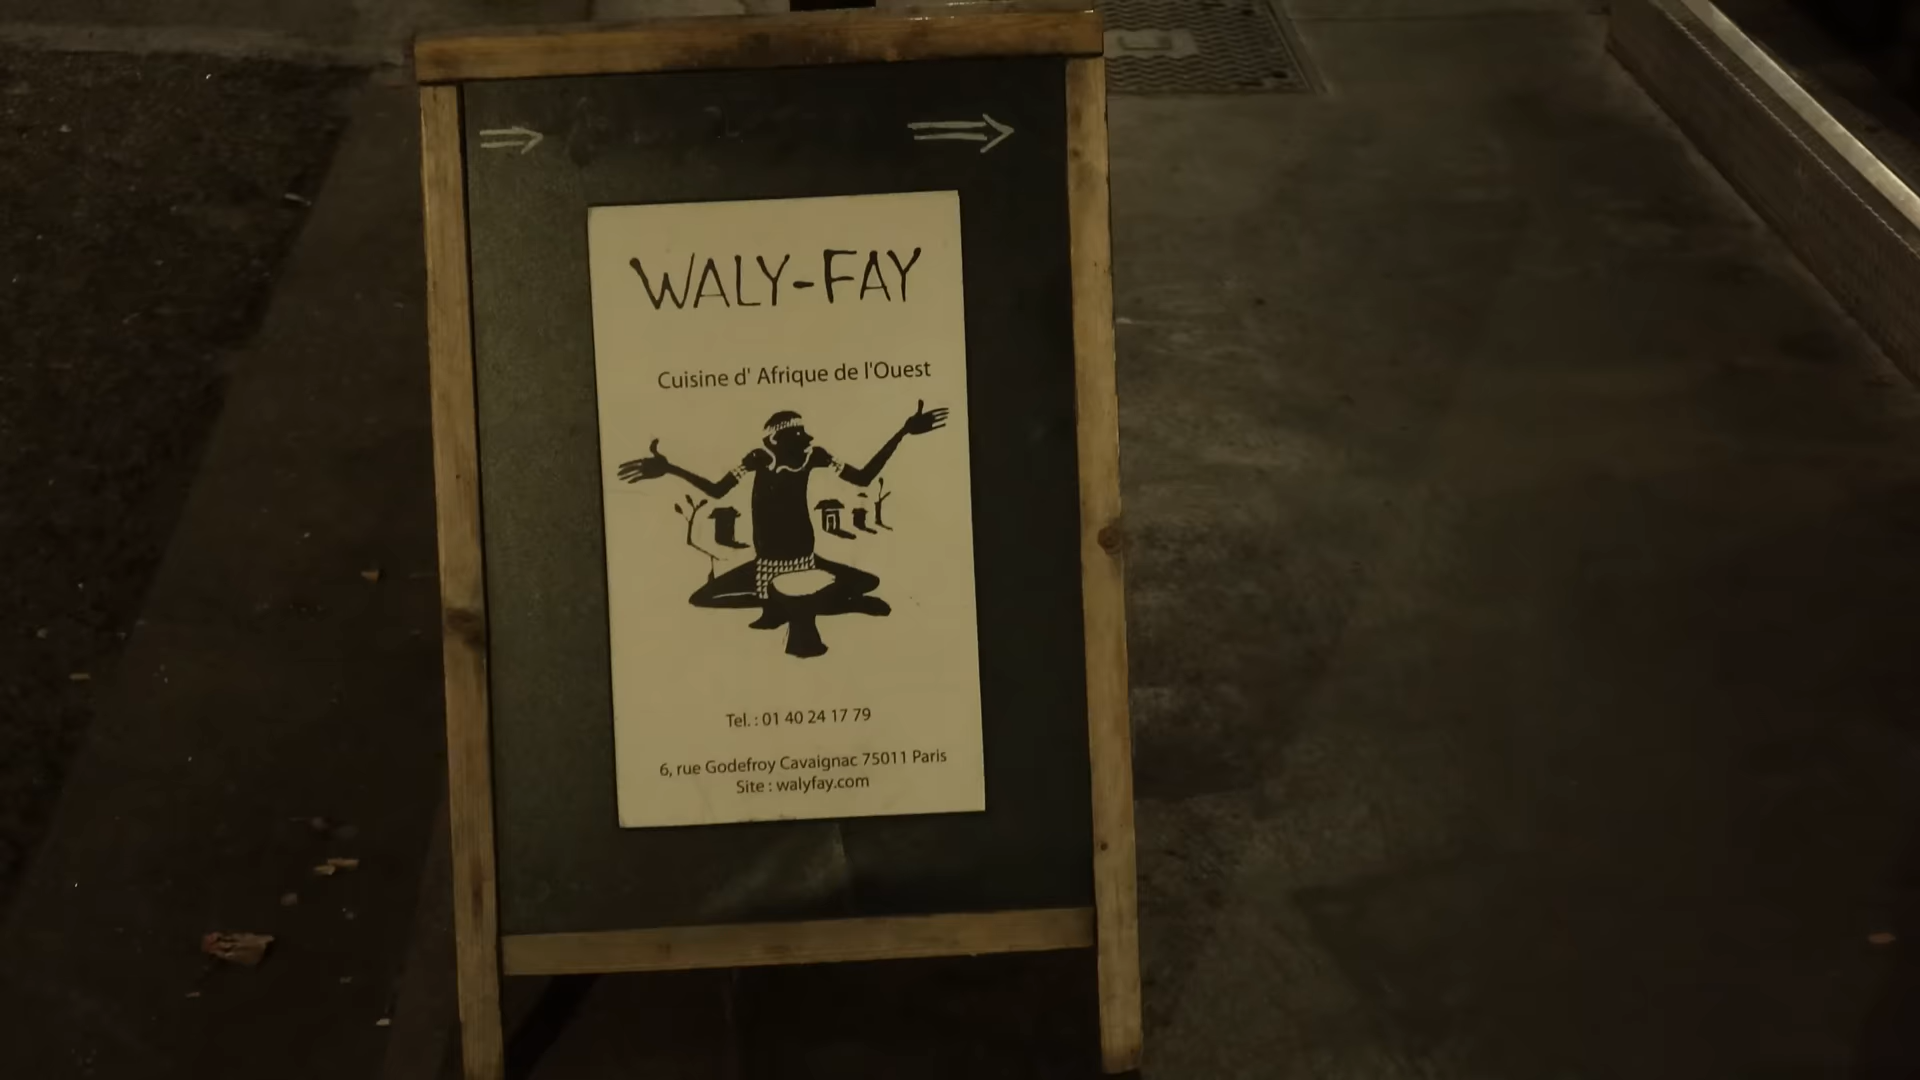 WALY-FAY
Cuisine d' Afrique de l'Ouest
Tel. : 01 40 24 17 79
6, rue Godefroy Cavaignac 75011 Paris
Site : walyfay.com